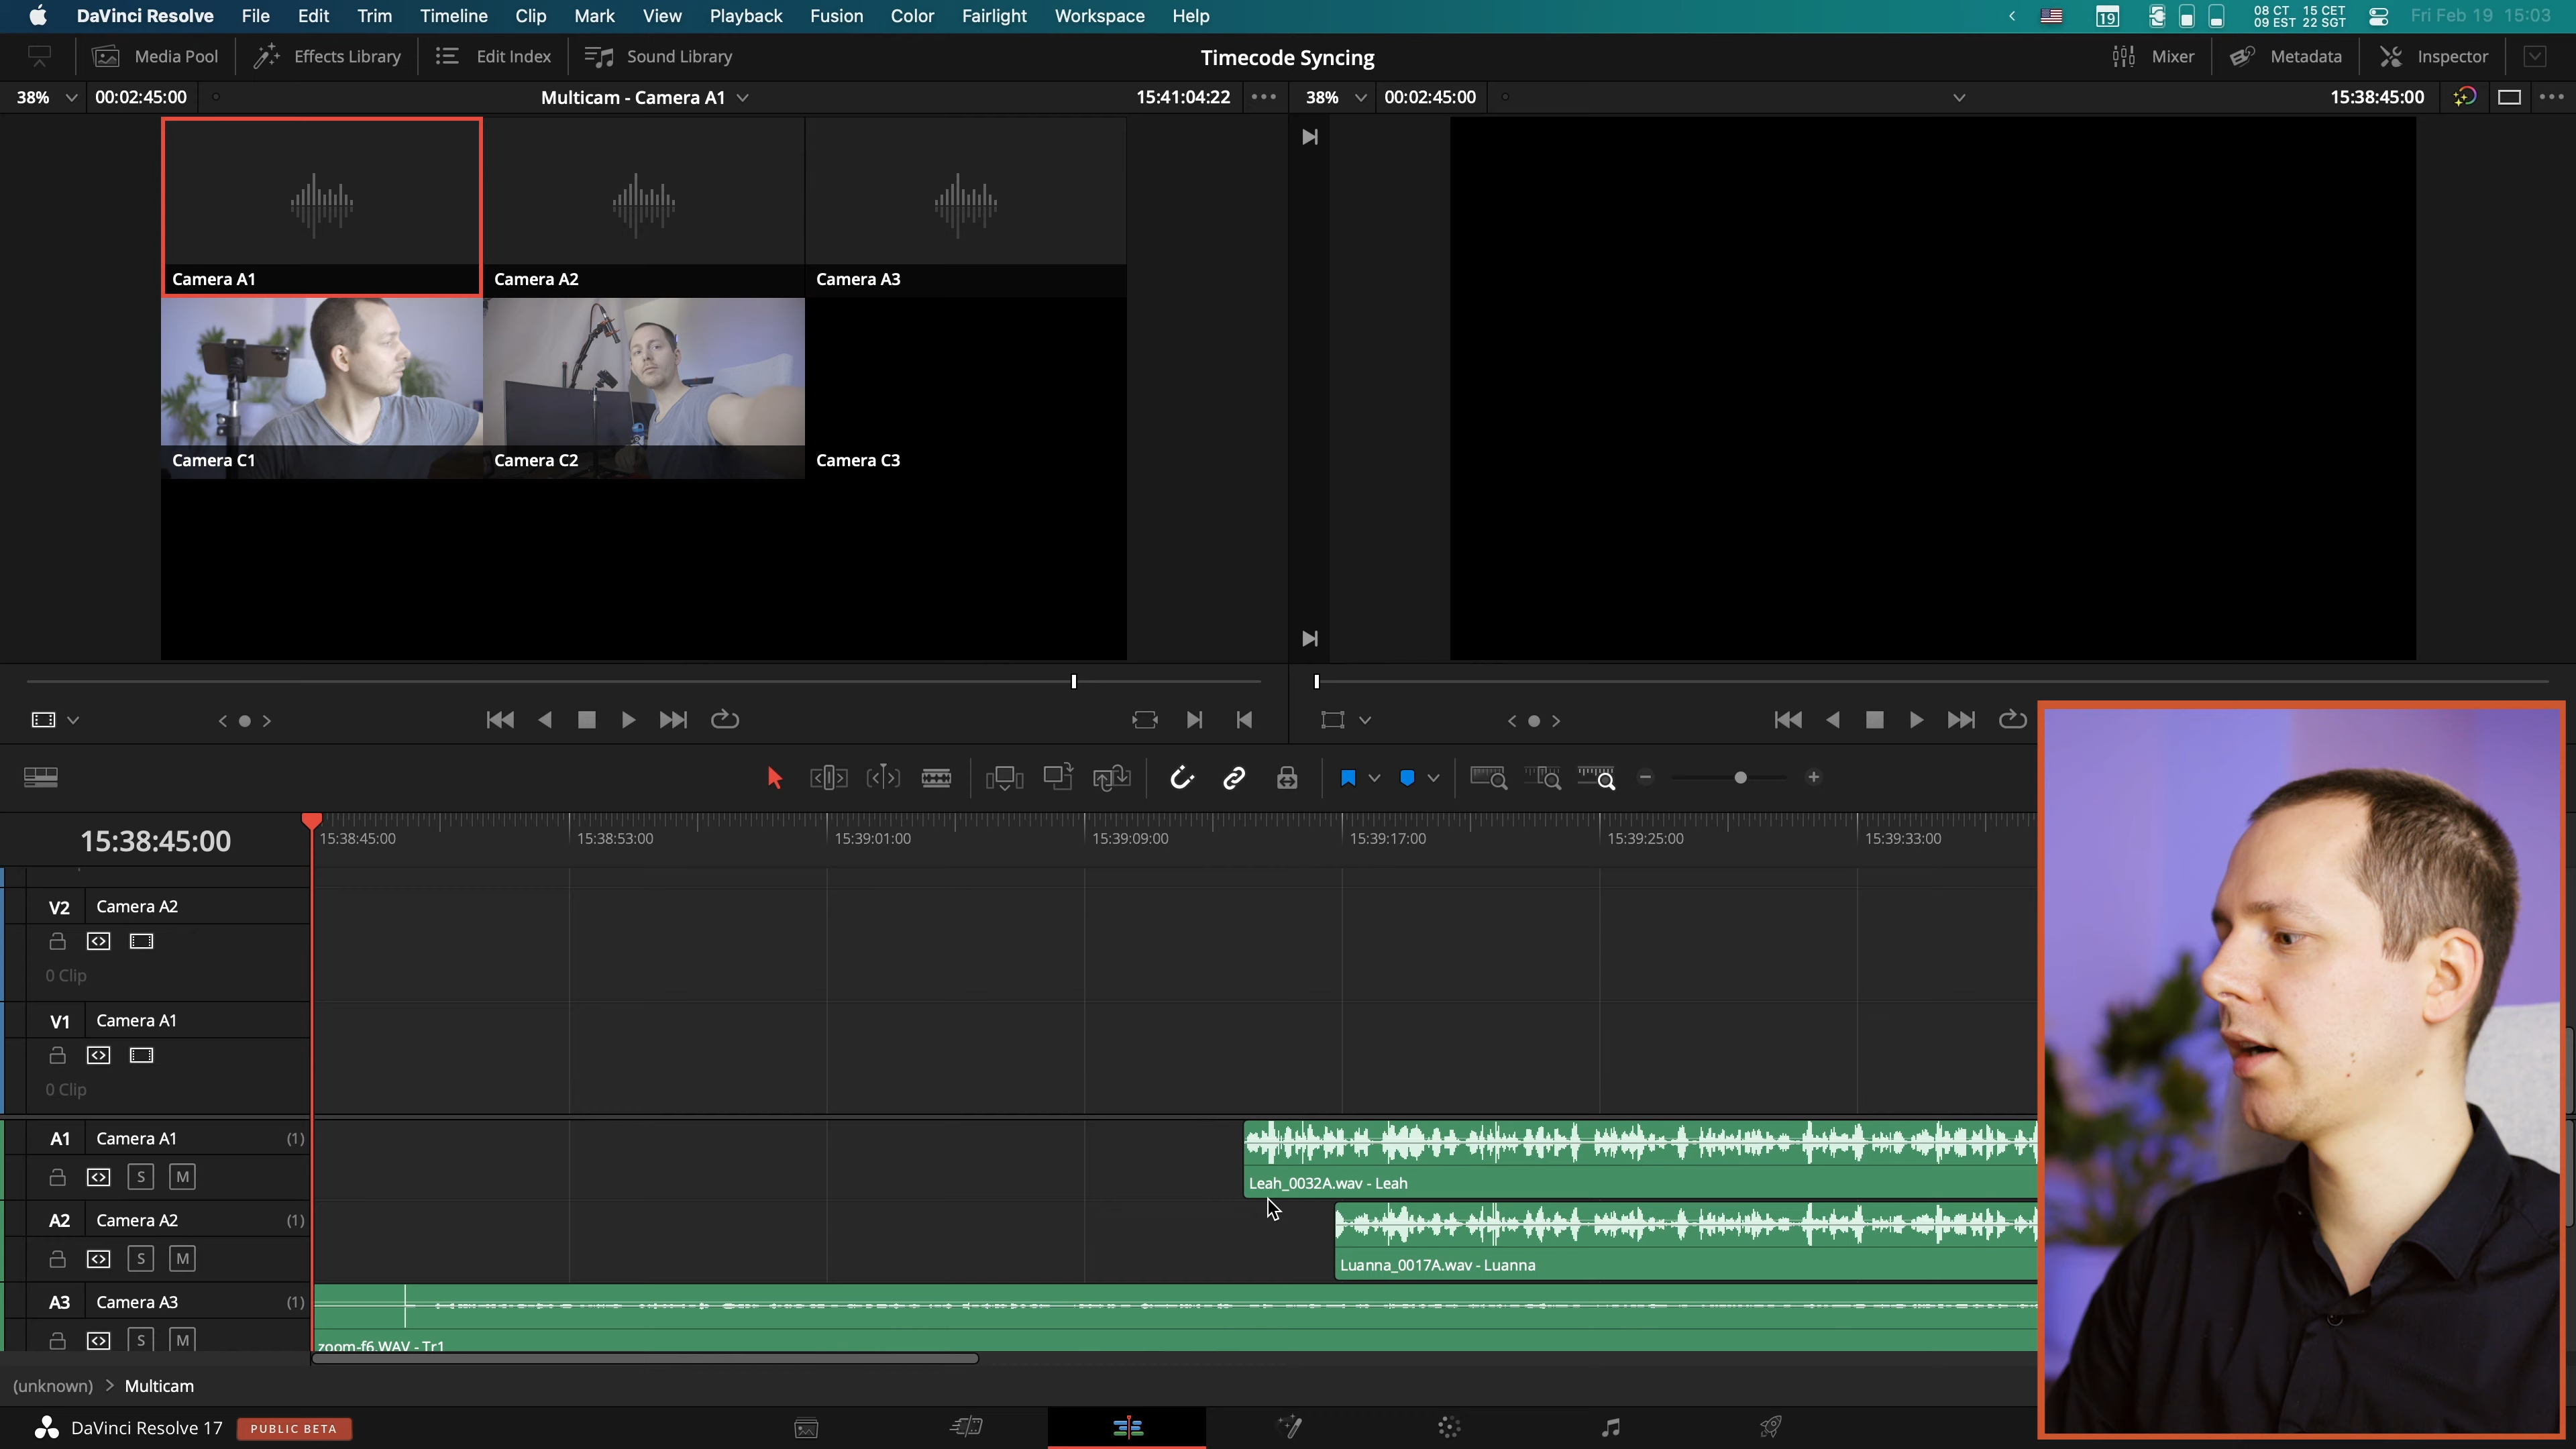 DaVinci Resolve File Edit Trim Timeline Clip Mark View Playback Fusion Color Fairlight Workspace Help
19
08 CT 15 CET
09 EST 22 SGT
Fri Feb 19 15:03
Media Pool Effects Library Edit Index Sound Library Timecode Syncing Mixer Metadata Inspector
38% 00:02:45:00 Multicam - Camera A1 15:41:04:22 38% 00:02:45:00 15:38:45:00
Camera A1 Camera A2 Camera A3
Camera C1 Camera C2 Camera C3
15:38:45:00
15:38:45:00 15:38:53:00 15:39:01:00 15:39:09:00 15:39:17:00 15:39:25:00 15:39:33:00
V2 Camera A2
0 Clip
V1 Camera A1
0 Clip
A1 Camera A1 (1)
S M
Leah_0032A.wav - Leah
A2 Camera A2 (1)
S M
Luanna_0017A.wav - Luanna
A3 Camera A3 (1)
S M
zoom-f6.WAV - Tr1
(unknown) > Multicam
DaVinci Resolve 17 PUBLIC BETA